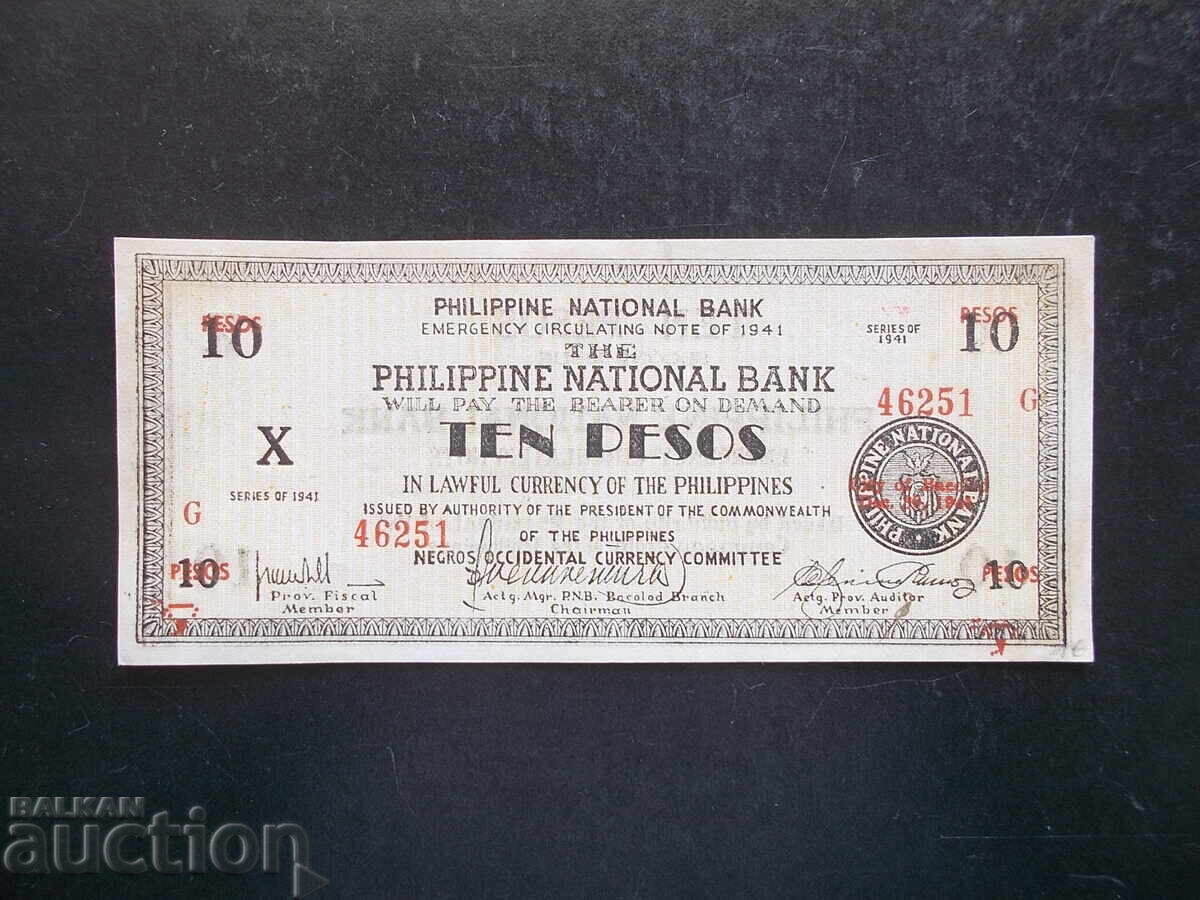 PHILIPPINE NATIONAL BANK
EMERGENCY CIRCULATING NOTE OF 1941
PESOS
10
PESOS
10
SERIES OF
1941
THE
PHILIPPINE NATIONAL BANK
WILL PAY THE BEARER ON DEMAND
46251 G
X
TEN PESOS
IN LAWFUL CURRENCY OF THE PHILIPPINES
SERIES OF 1941
ISSUED BY AUTHORITY OF THE PRESIDENT OF THE COMMONWEALTH
G
46251
OF THE PHILIPPINES
NEGROS OCCIDENTAL CURRENCY COMMITTEE
PHILIPPINE NATIONAL BANK
PESOS
10
10
PESOS
Prov. Fiscal
Member
Actg. Mgr. P.N.B. Bacolod Branch
Chairman
Actg. Prov. Auditor
Member
BALKAN
auction